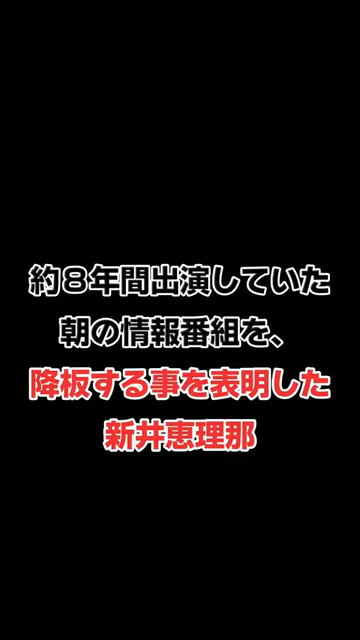 約８年間出演していた
朝の情報番組を、
降板する事を表明した
新井恵理那